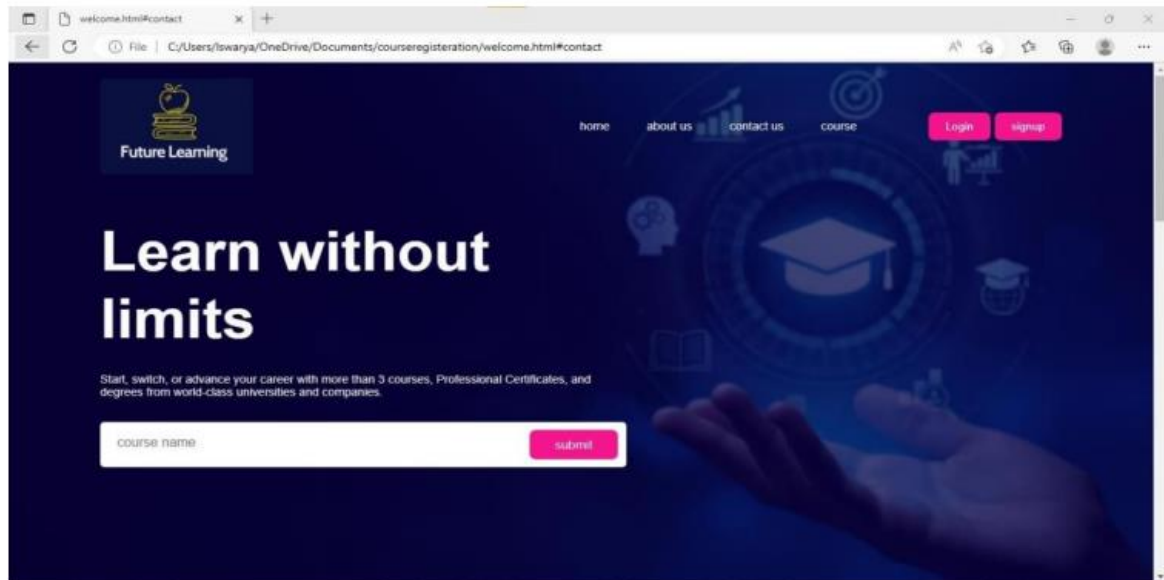 welcome.html#contact
File | C:/Users/Iswarya/OneDrive/Documents/courseregisteration/welcome.html#contact
Future Learning
home about us contact us course Login signup
Learn without
limits
Start, switch, or advance your career with more than 3 courses, Professional Certificates, and
degrees from world-class universities and companies.
course name submit